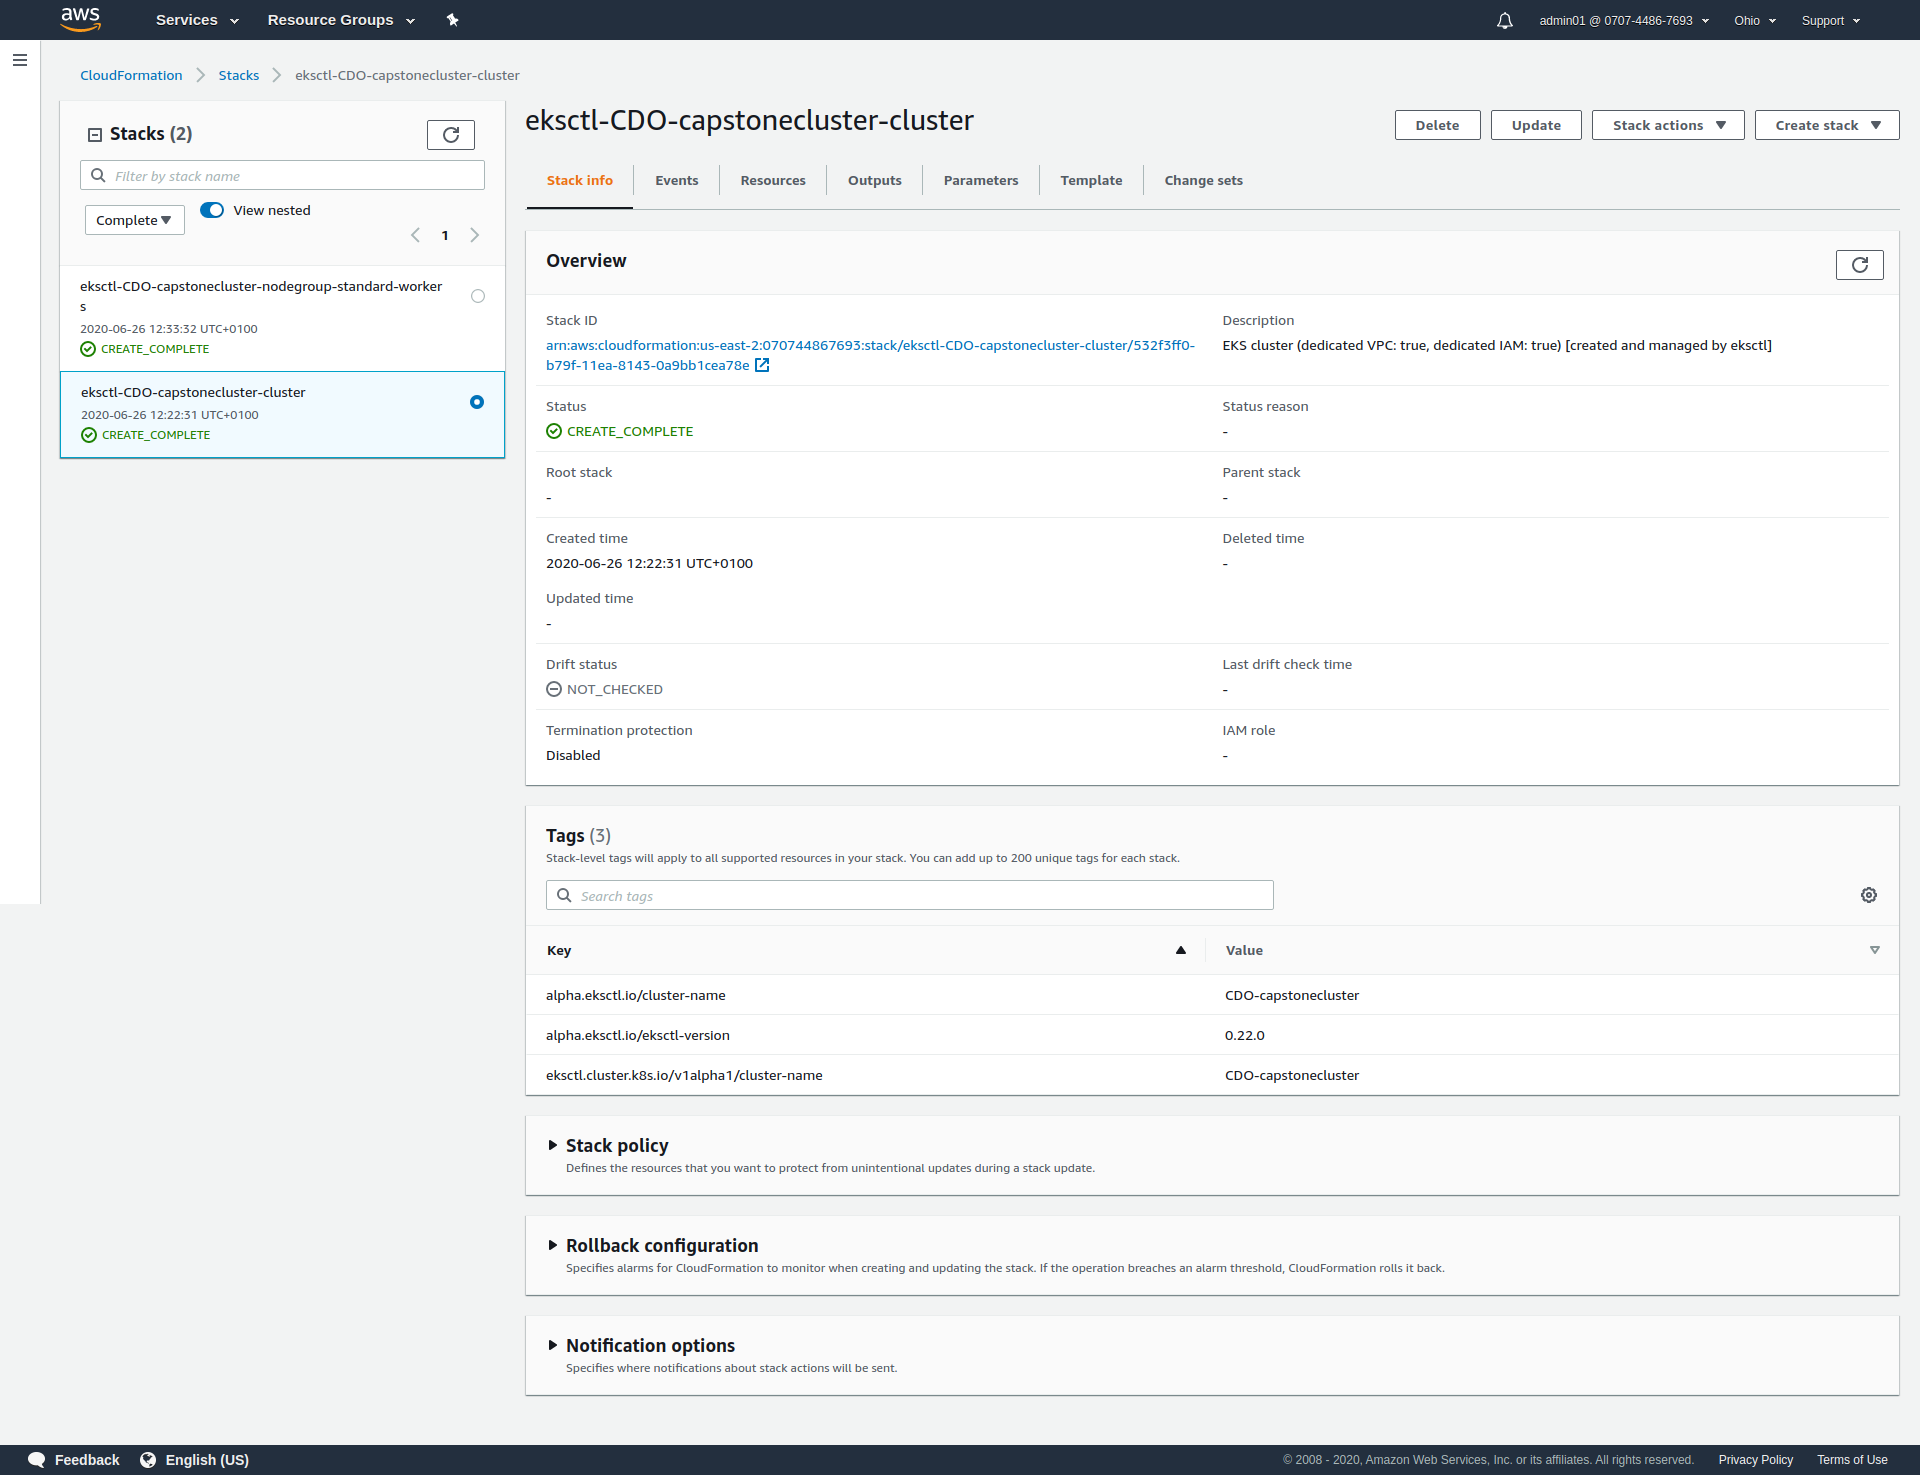 aws
Services
Resource Groups
admin01 @ 0707-4486-7693
Ohio
Support
CloudFormation
Stacks
eksctl-CDO-capstonecluster-cluster
Stacks (2)
Filter by stack name
Complete
View nested
1
eksctl-CDO-capstonecluster-nodegroup-standard-worker
s
2020-06-26 12:33:32 UTC+0100
CREATE_COMPLETE
eksctl-CDO-capstonecluster-cluster
2020-06-26 12:22:31 UTC+0100
CREATE_COMPLETE
eksctl-CDO-capstonecluster-cluster
Delete
Update
Stack actions
Create stack
Stack info
Events
Resources
Outputs
Parameters
Template
Change sets
Overview
Stack ID
arn:aws:cloudformation:us-east-2:070744867693:stack/eksctl-CDO-capstonecluster-cluster/532f3ff0-
b79f-11ea-8143-0a9bb1cea78e
Description
EKS cluster (dedicated VPC: true, dedicated IAM: true) [created and managed by eksctl]
Status
CREATE_COMPLETE
Status reason
-
Root stack
-
Parent stack
-
Created time
2020-06-26 12:22:31 UTC+0100
Deleted time
-
Updated time
-
Drift status
NOT_CHECKED
Last drift check time
-
Termination protection
Disabled
IAM role
-
Tags (3)
Stack-level tags will apply to all supported resources in your stack. You can add up to 200 unique tags for each stack.
Search tags
Key
Value
alpha.eksctl.io/cluster-name
CDO-capstonecluster
alpha.eksctl.io/eksctl-version
0.22.0
eksctl.cluster.k8s.io/v1alpha1/cluster-name
CDO-capstonecluster
Stack policy
Defines the resources that you want to protect from unintentional updates during a stack update.
Rollback configuration
Specifies alarms for CloudFormation to monitor when creating and updating the stack. If the operation breaches an alarm threshold, CloudFormation rolls it back.
Notification options
Specifies where notifications about stack actions will be sent.
Feedback
English (US)
© 2008 - 2020, Amazon Web Services, Inc. or its affiliates. All rights reserved.
Privacy Policy
Terms of Use